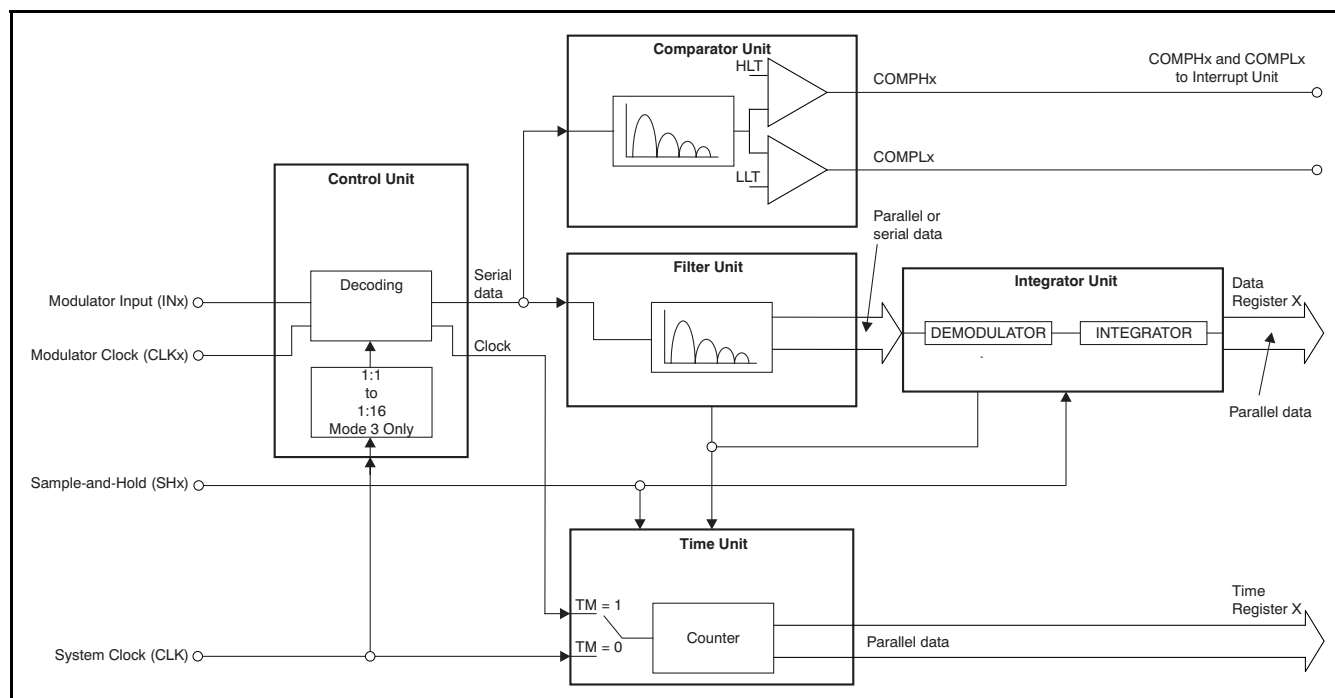 Comparator Unit
HLT
COMPHx
COMPHx and COMPLx
to Interrupt Unit
COMPLx
LLT
Control Unit
Parallel or
serial data
Filter Unit
Integrator Unit
Data
Register X
Decoding
Serial
data
Modulator Input (INx)
DEMODULATOR
INTEGRATOR
Clock
Modulator Clock (CLKx)
1:1
to
1:16
Mode 3 Only
Parallel data
Sample-and-Hold (SHx)
Time Unit
TM = 1
Time
Register X
Counter
Parallel data
TM = 0
System Clock (CLK)